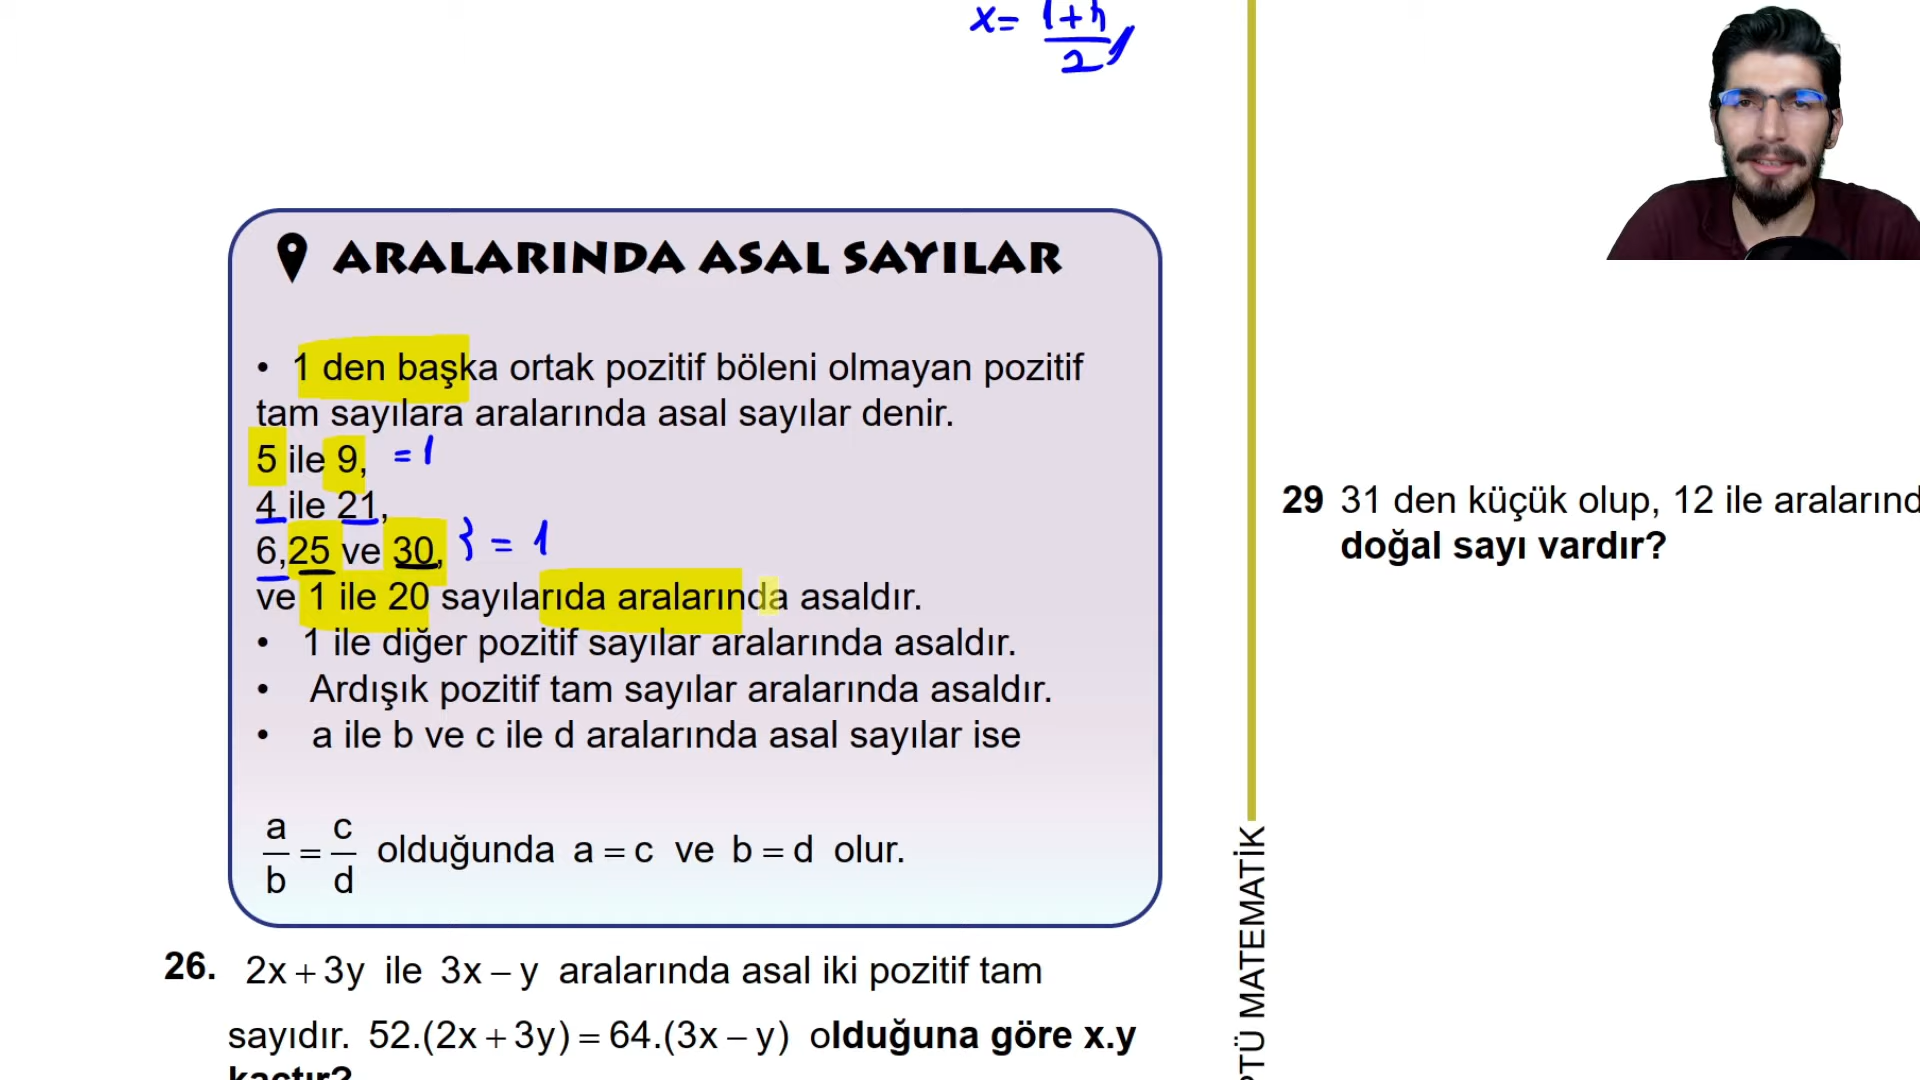 x= 1+n
2
ARALARINDA ASAL SAYILAR
• 1 den başka ortak pozitif böleni olmayan pozitif
tam sayılara aralarında asal sayılar denir.
5 ile 9, = 1
4 ile 21,
6,25 ve 30, } = 1
ve 1 ile 20 sayılarıda aralarında asaldır.
• 1 ile diğer pozitif sayılar aralarında asaldır.
• Ardışık pozitif tam sayılar aralarında asaldır.
• a ile b ve c ile d aralarında asal sayılar ise
a/b = c/d olduğunda a = c ve b = d olur.
26. 2x + 3y ile 3x – y aralarında asal iki pozitif tam
sayıdır. 52.(2x + 3y) = 64.(3x – y) olduğuna göre x.y
kaçtır?
29 31 den küçük olup, 12 ile aralarınd
doğal sayı vardır?
MATEMATİK